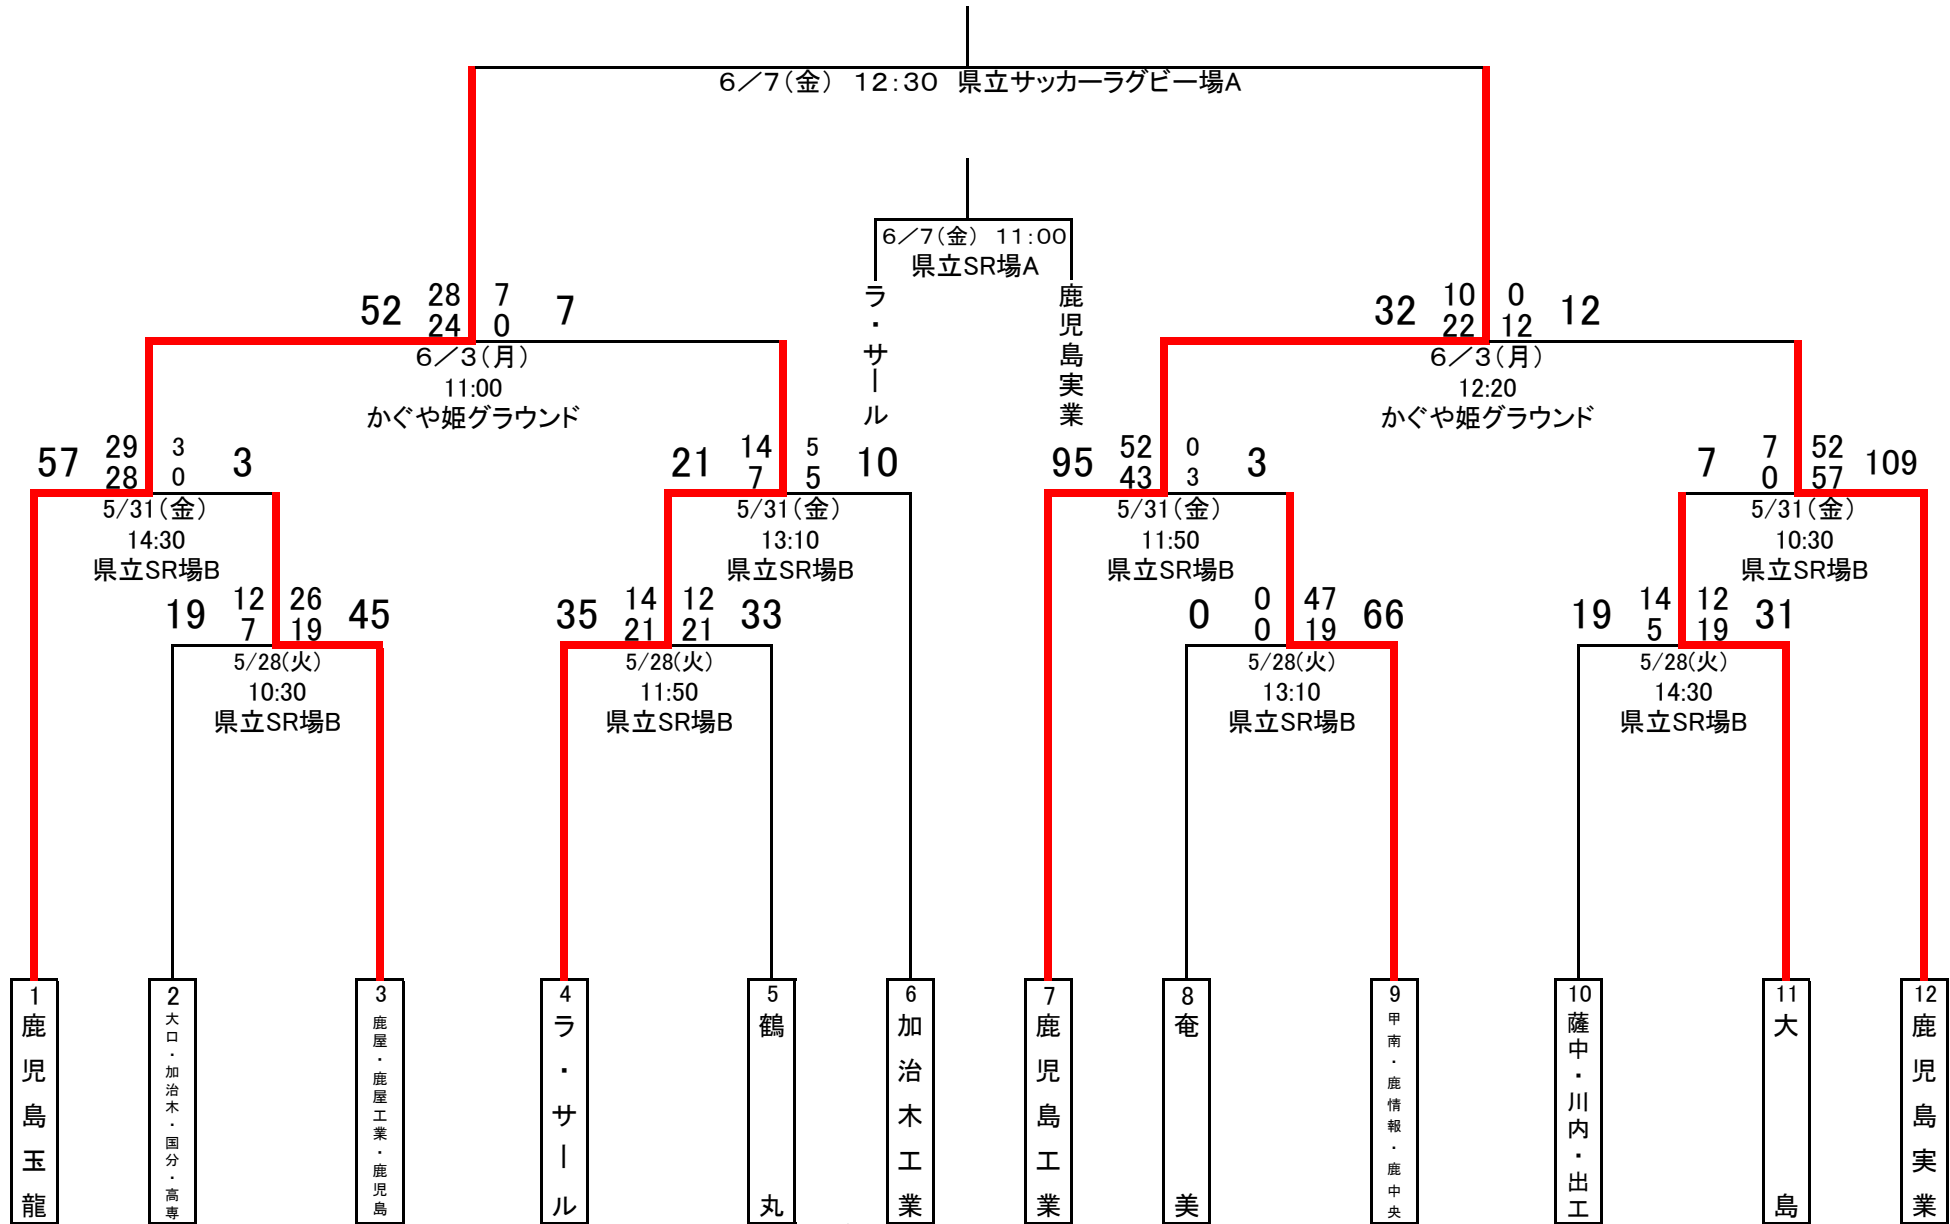 6／7（金）　12：30　県立サッカーラグビー場A
6／7（金）　11：00
県立SR場A
ラ・サール
鹿児島実業
52
28
24
7
0
7
6／3（月）
11:00
かぐや姫グラウンド
32
10
22
0
12
12
6／3（月）
12:20
かぐや姫グラウンド
57
29
28
3
0
3
5/31（金）
14:30
県立SR場B
21
14
7
5
5
10
5/31（金）
13:10
県立SR場B
95
52
43
0
3
3
5/31（金）
11:50
県立SR場B
7
7
0
52
57
109
5/31（金）
10:30
県立SR場B
19
12
7
26
19
45
5/28(火)
10:30
県立SR場B
35
14
21
12
21
33
5/28(火)
11:50
県立SR場B
0
0
0
47
19
66
5/28(火)
13:10
県立SR場B
19
14
5
12
19
31
5/28(火)
14:30
県立SR場B
1
鹿児島玉龍
2
大口・加治木・国分・高専
3
鹿屋・鹿屋工業・鹿児島
4
ラ・サール
5
鶴丸
6
加治木工業
7
鹿児島工業
8
奄美
9
甲南・鹿情報・鹿中央
10
薩中・川内・出工
11
大島
12
鹿児島実業